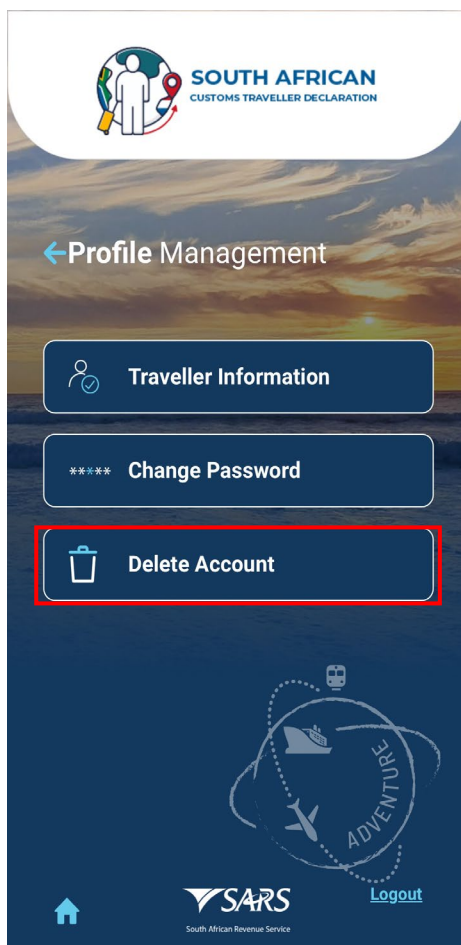 SOUTH AFRICAN
CUSTOMS TRAVELLER DECLARATION
Profile Management
Traveller Information
***** Change Password
Delete Account
ADVENTURE
SARS
South African Revenue Service
Logout